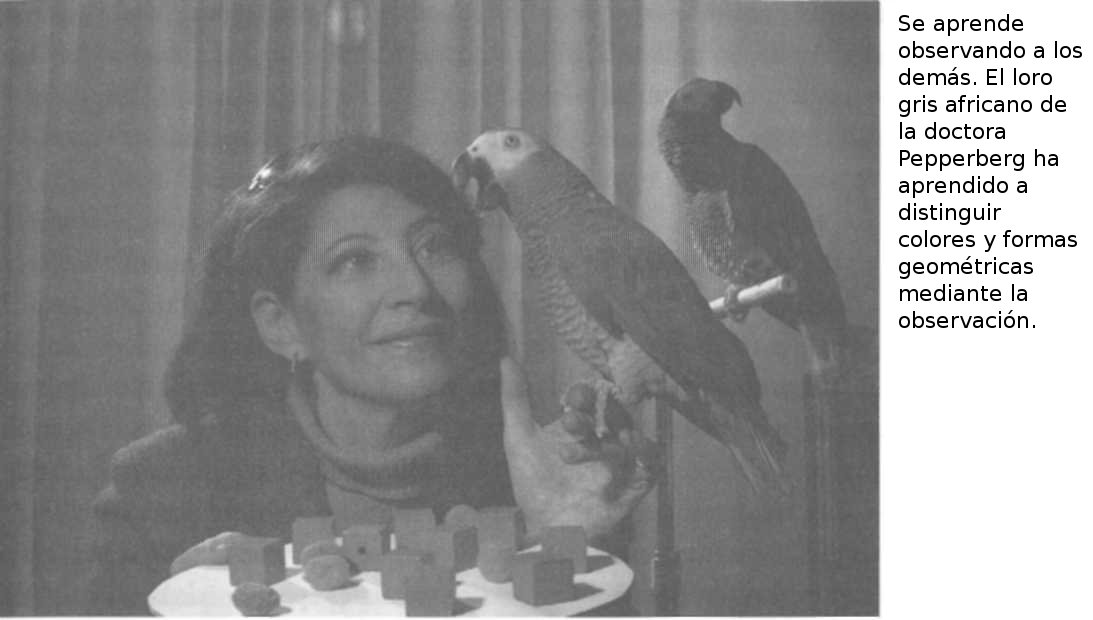 Se aprende
observando a los
demás. El loro
gris africano de
la doctora
Pepperberg ha
aprendido a
distinguir
colores y formas
geométricas
mediante la
observación.